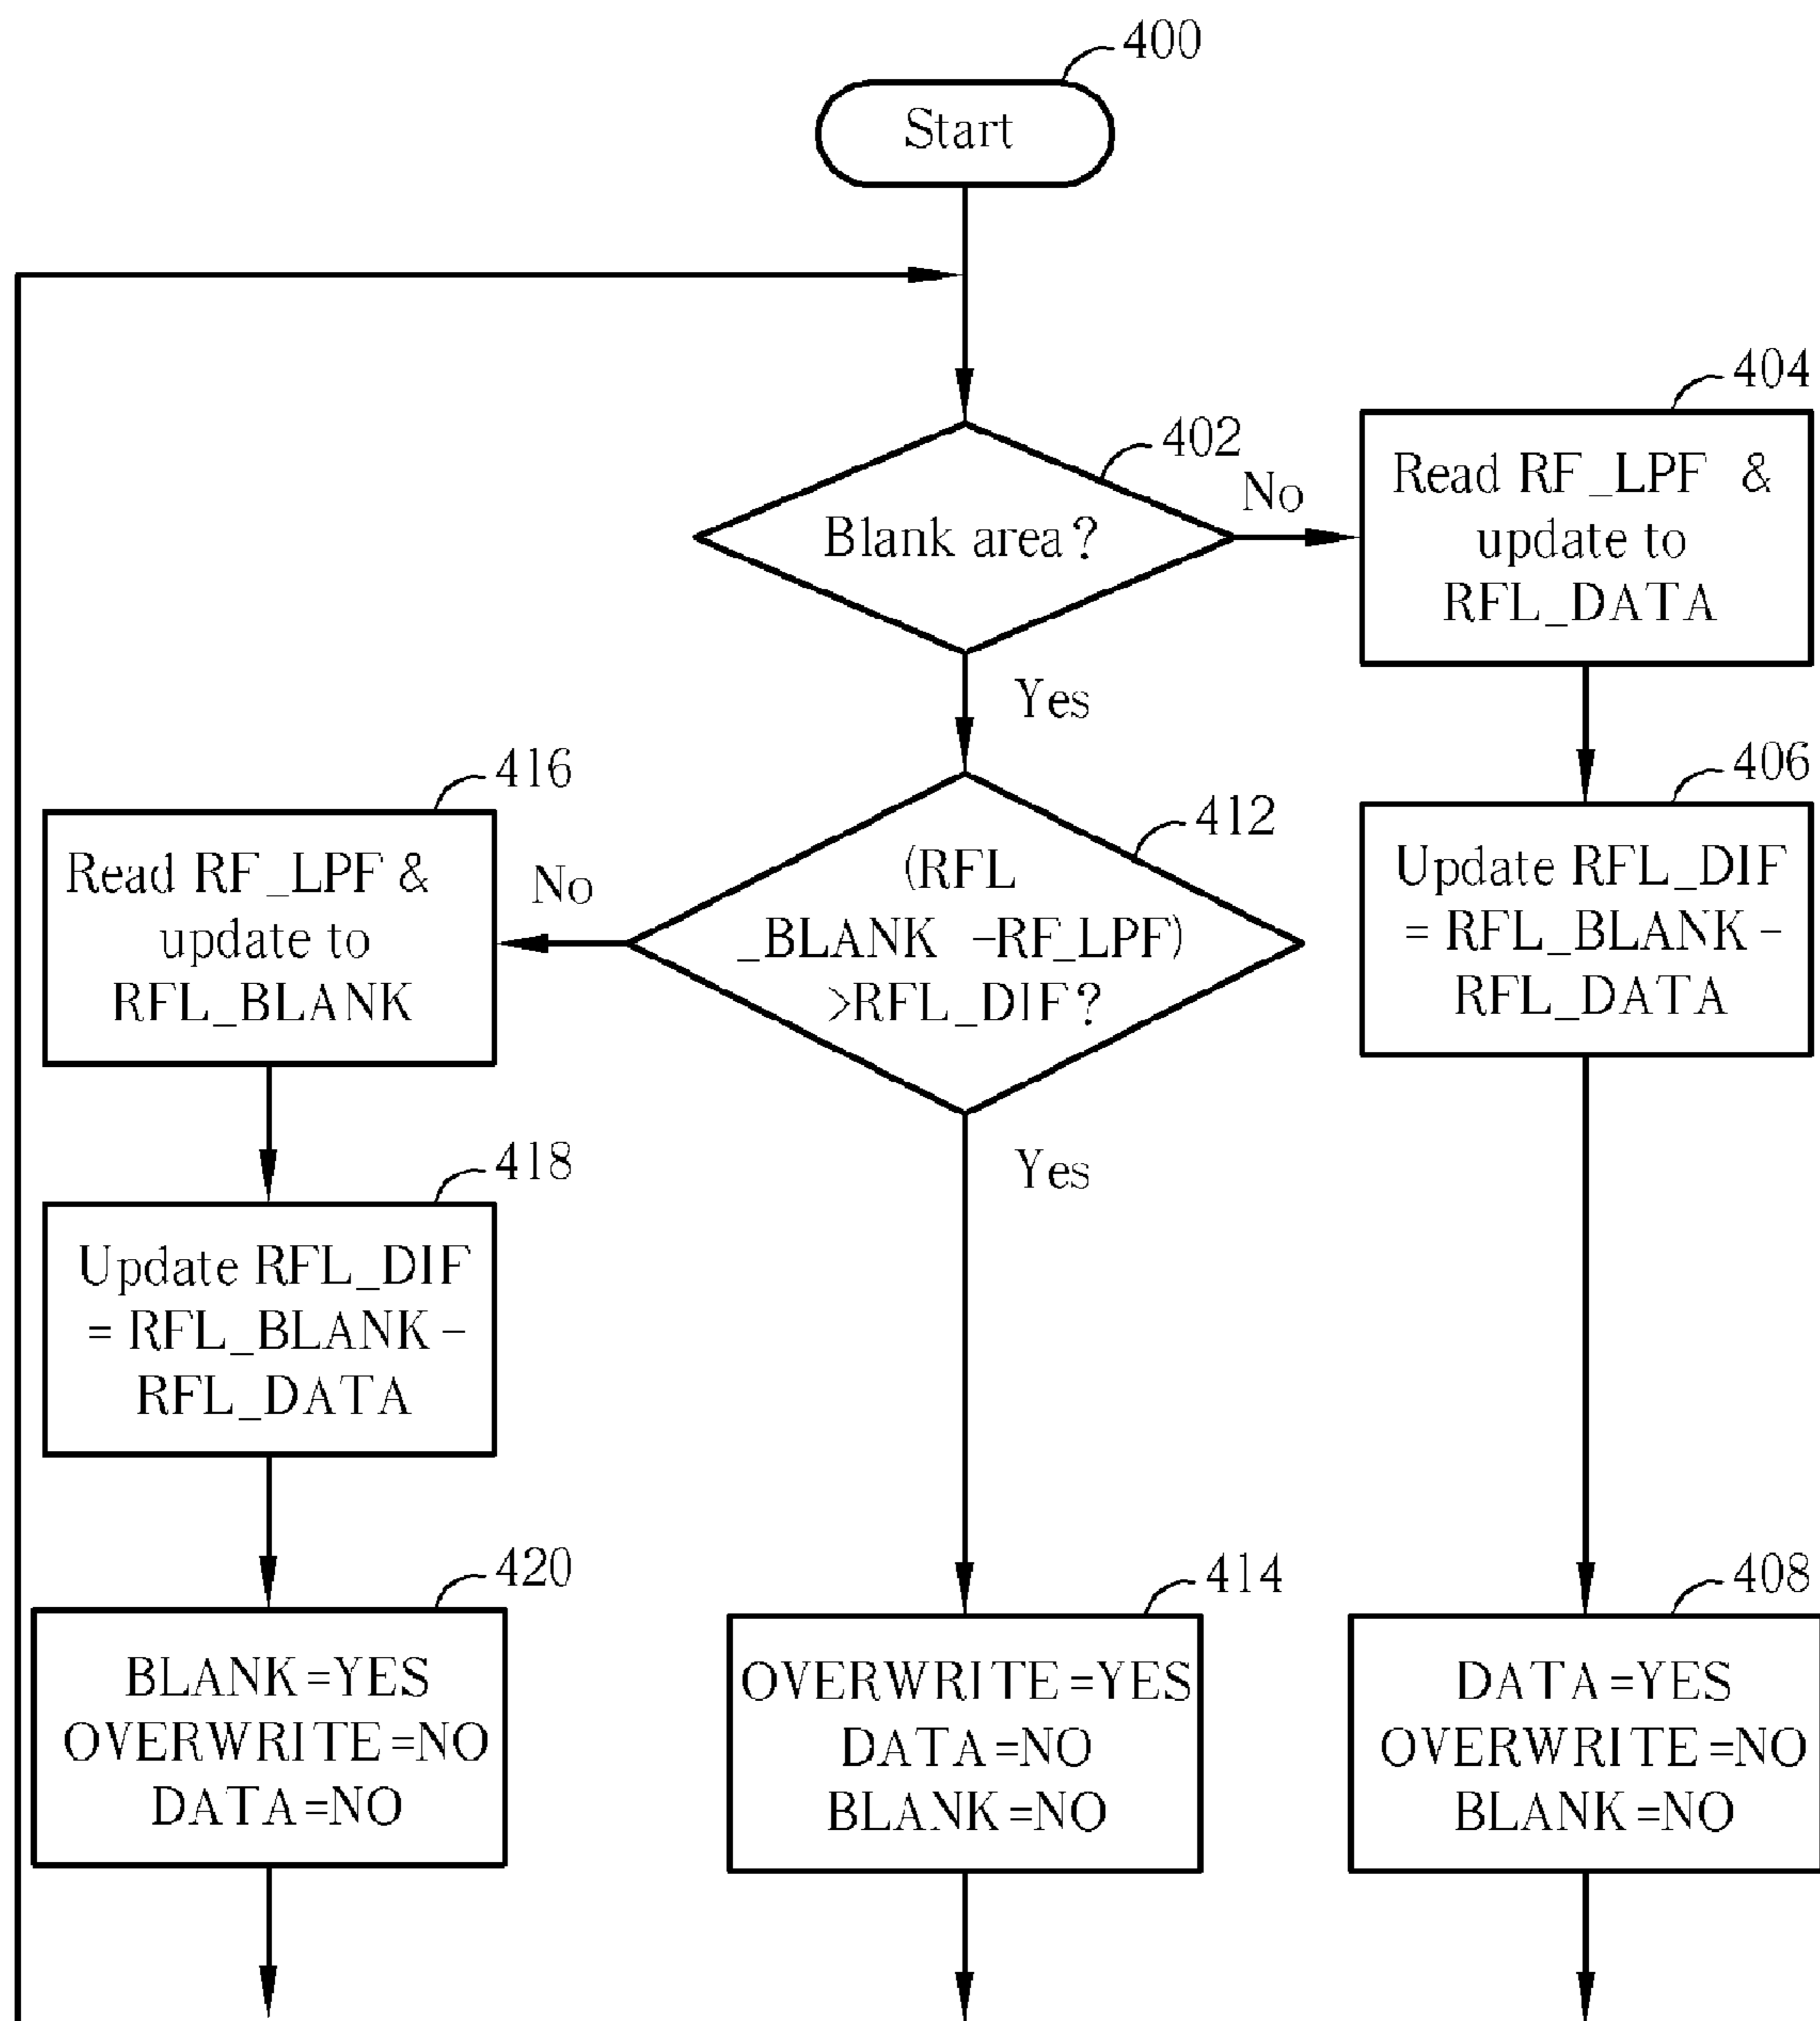 400
Start
402
Blank area?
No
Yes
404
Read RF_LPF &
update to
RFL_DATA
406
Update RFL_DIF
= RFL_BLANK -
RFL_DATA
412
(RFL
_BLANK -RF_LPF)
>RFL_DIF?
No
Yes
416
Read RF_LPF &
update to
RFL_BLANK
418
Update RFL_DIF
= RFL_BLANK -
RFL_DATA
420
BLANK=YES
OVERWRITE=NO
DATA=NO
414
OVERWRITE=YES
DATA=NO
BLANK=NO
408
DATA=YES
OVERWRITE=NO
BLANK=NO